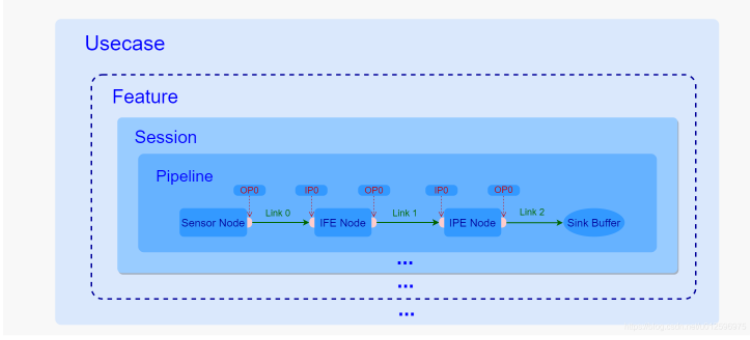 Usecase
Feature
Session
Pipeline
OP0 IP0 OP0 IP0 OP0
Sensor Node Link 0 IFE Node Link 1 IPE Node Link 2 Sink Buffer
...
...
...